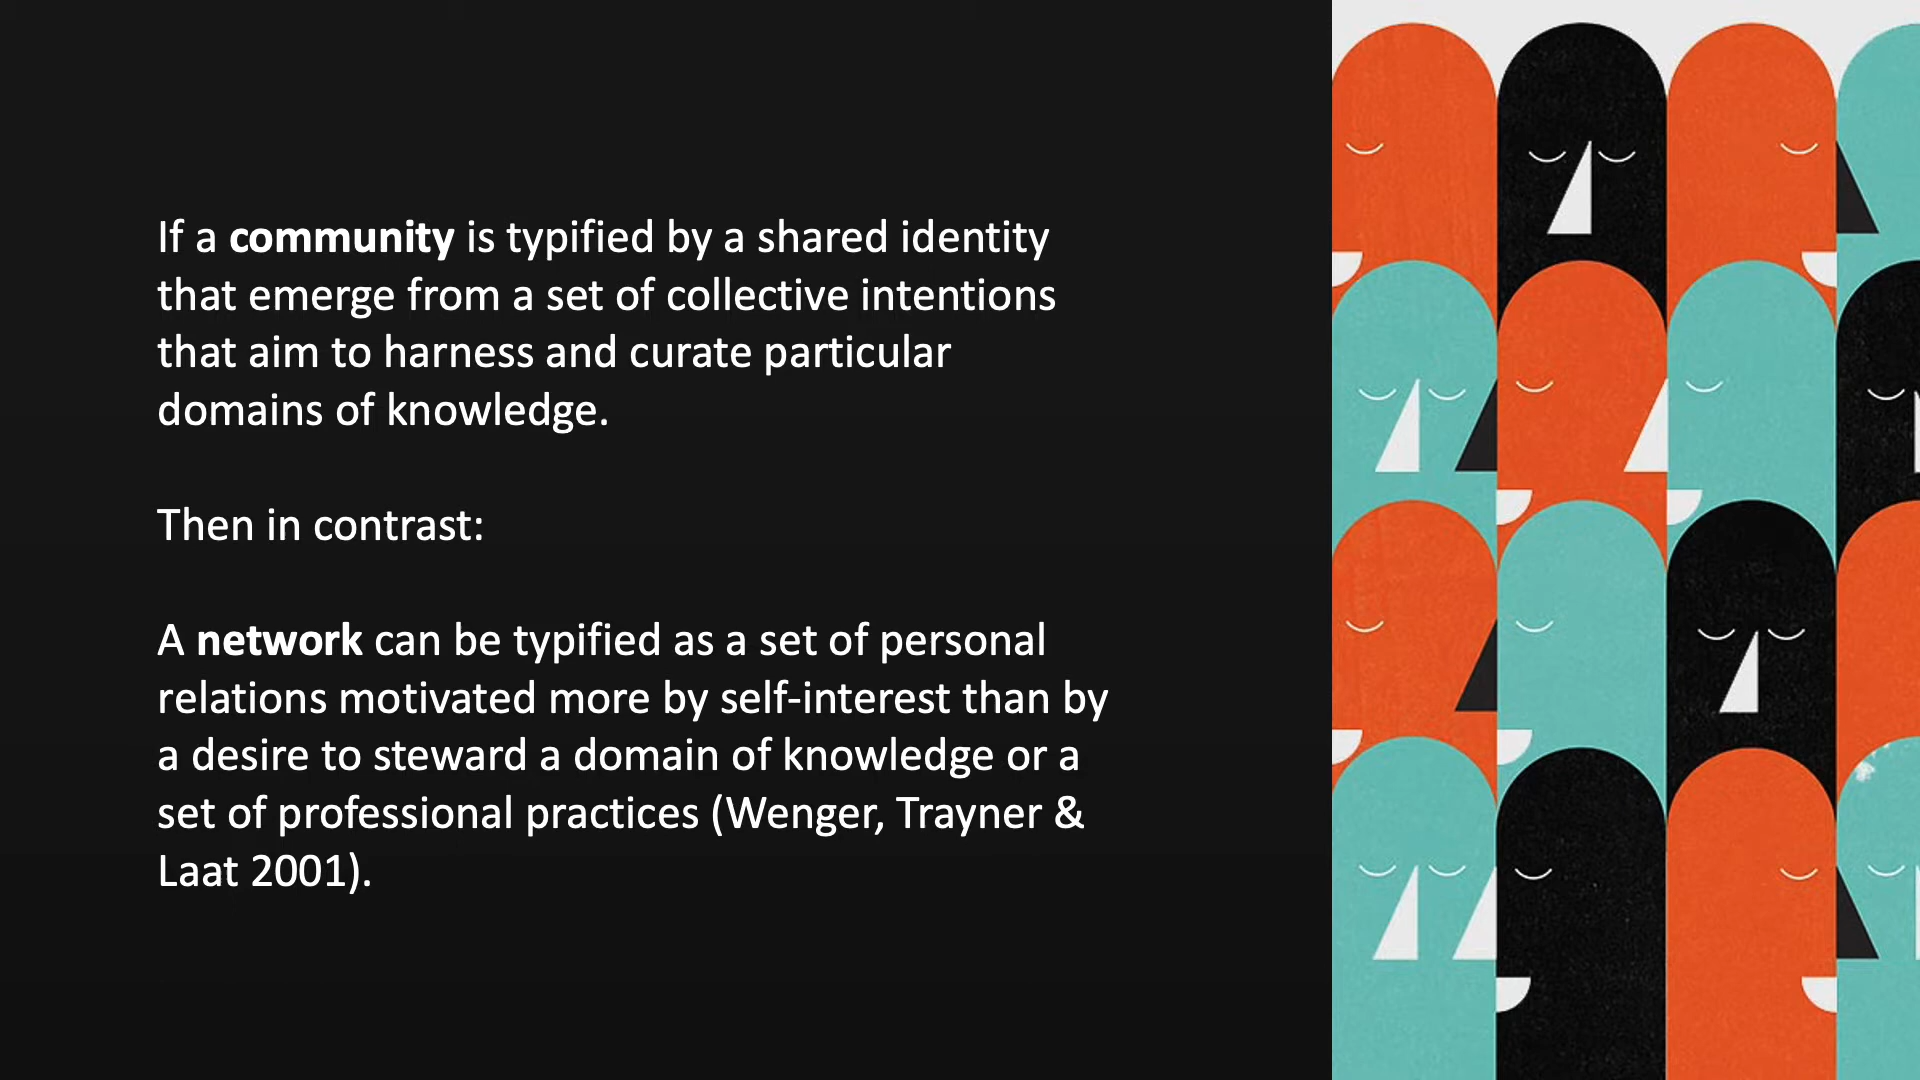 If a community is typified by a shared identity
that emerge from a set of collective intentions
that aim to harness and curate particular
domains of knowledge.
Then in contrast:
A network can be typified as a set of personal
relations motivated more by self-interest than by
a desire to steward a domain of knowledge or a
set of professional practices (Wenger, Trayner &
Laat 2001).